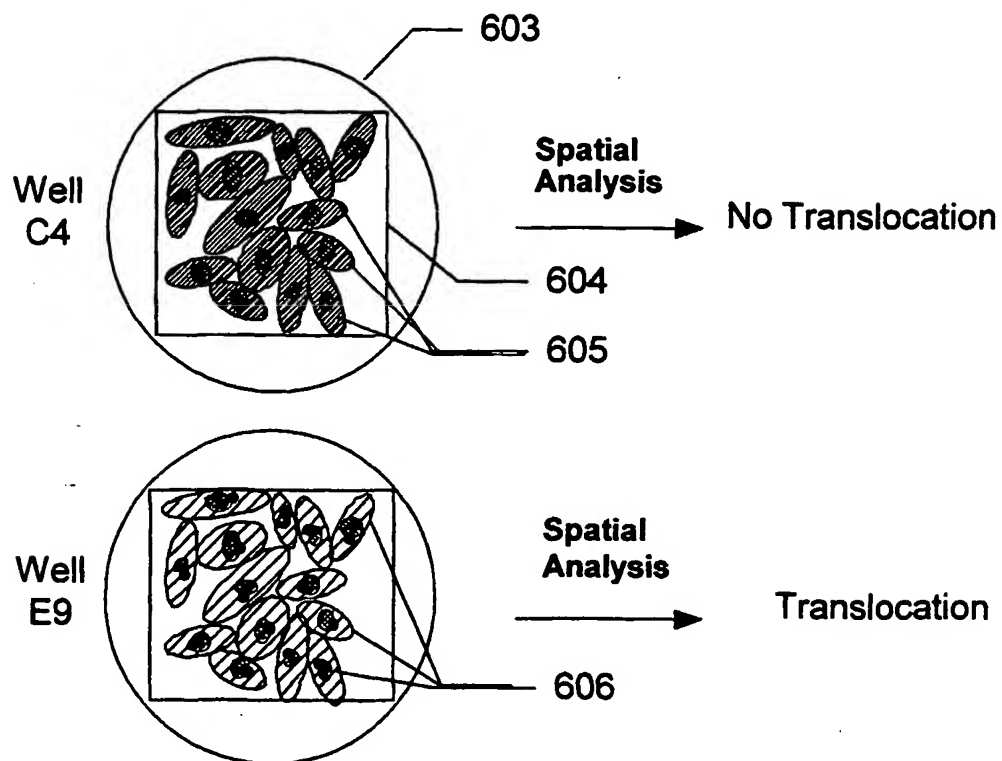 603
Well
C4
Spatial
Analysis
No Translocation
604
605
Well
E9
Spatial
Analysis
Translocation
606